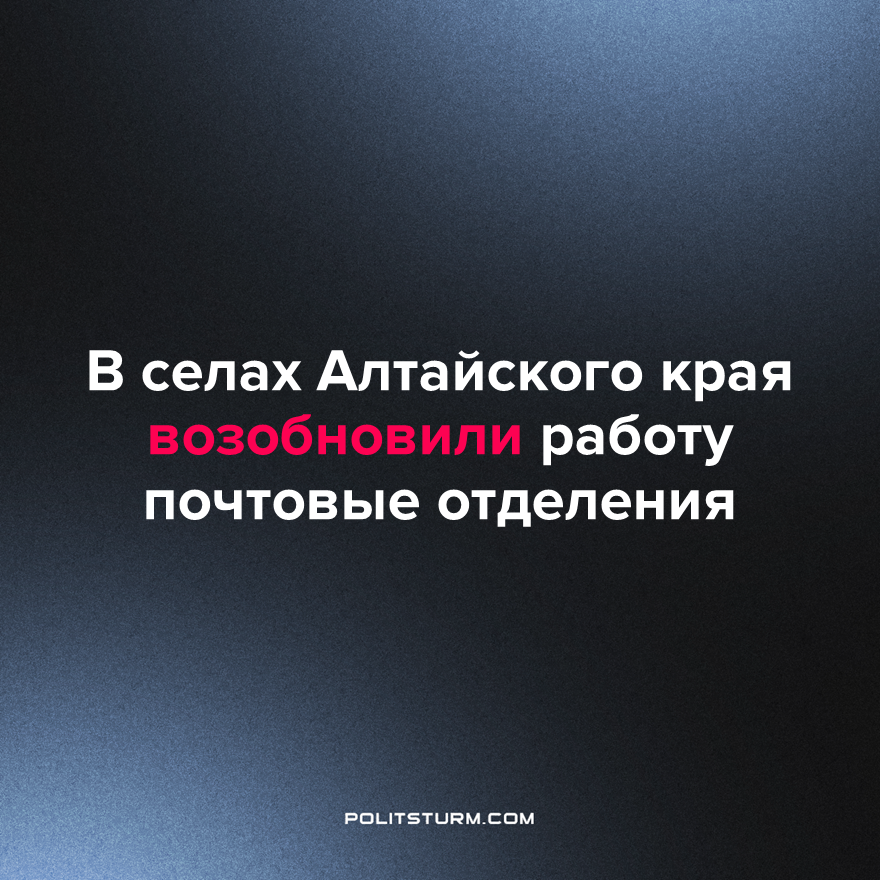 В селах Алтайского края
возобновили работу
почтовые отделения
POLITSTURM.COM